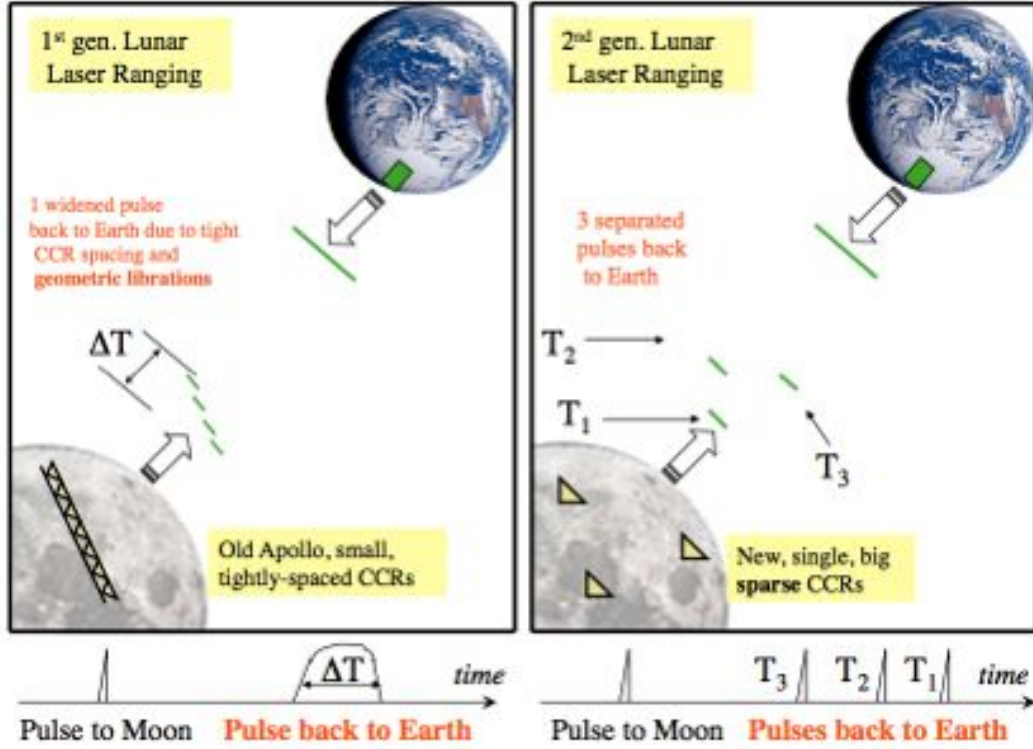 1st gen. Lunar
Laser Ranging
1 widened pulse
back to Earth due to tight
CCR spacing and
geometric librations
ΔT
Old Apollo, small,
tightly-spaced CCRs
ΔT
time
Pulse to Moon Pulse back to Earth
2nd gen. Lunar
Laser Ranging
3 separated
pulses back
to Earth
T2
T1
T3
New, single, big
sparse CCRs
T3 T2 T1 time
Pulse to Moon Pulses back to Earth